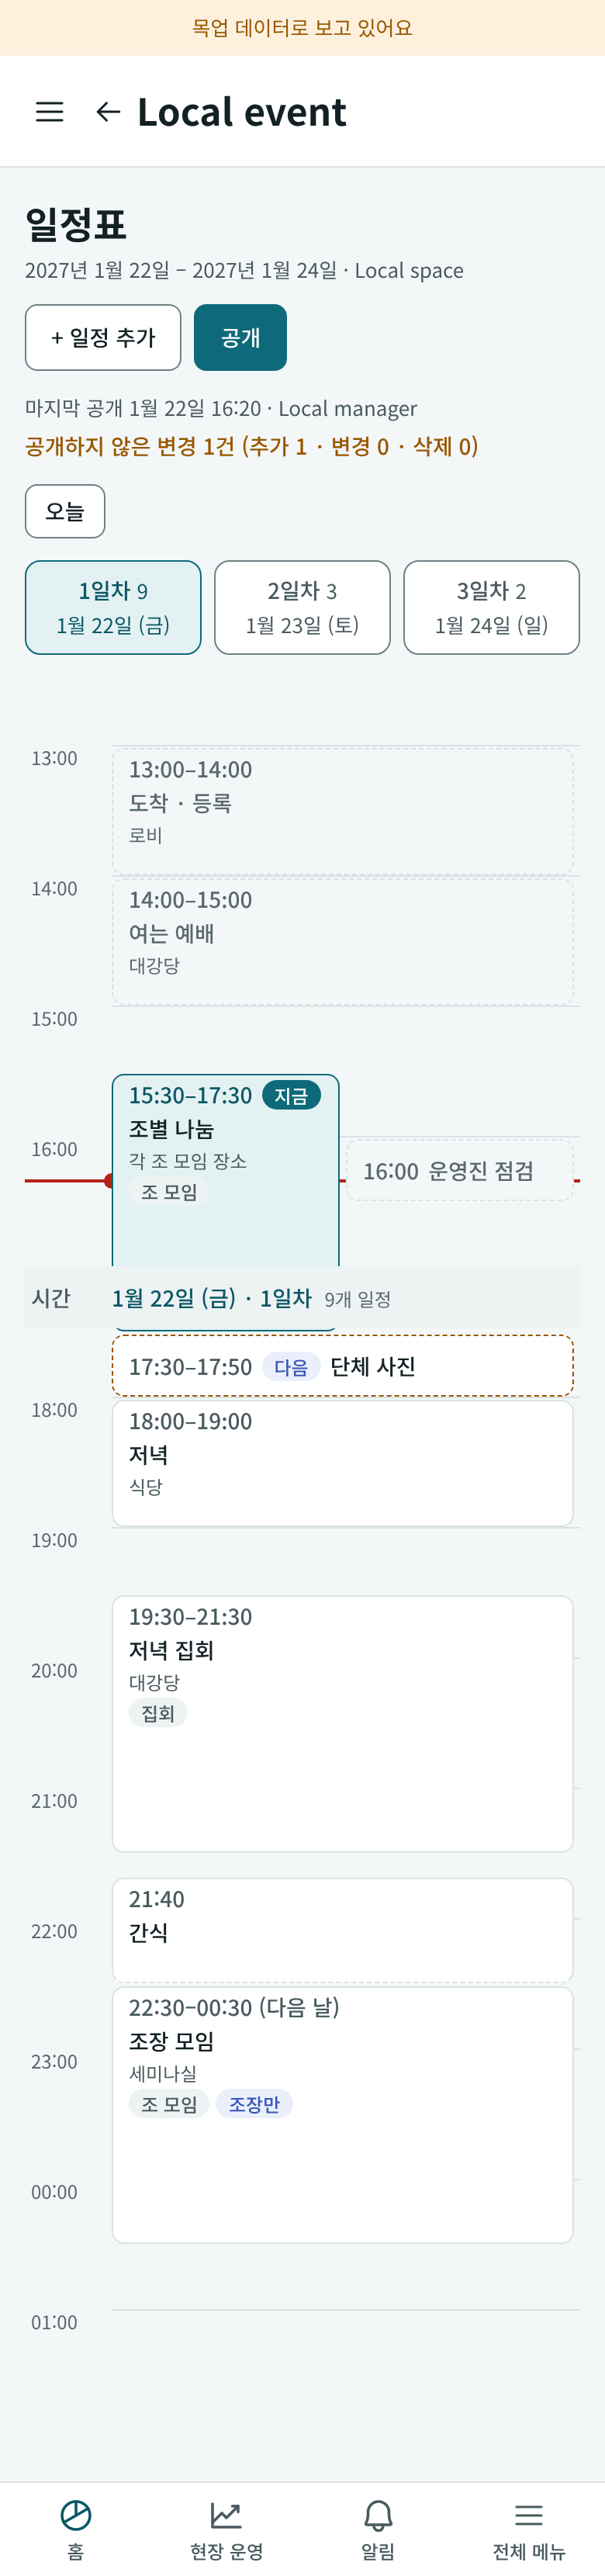 목업 데이터로 보고 있어요
Local event
일정표
2027년 1월 22일 – 2027년 1월 24일 · Local space
+ 일정 추가
공개
마지막 공개 1월 22일 16:20 · Local manager
공개하지 않은 변경 1건 (추가 1 · 변경 0 · 삭제 0)
오늘
1일차 9
1월 22일 (금)
2일차 3
1월 23일 (토)
3일차 2
1월 24일 (일)
13:00
13:00–14:00
도착 · 등록
로비
14:00
14:00–15:00
여는 예배
대강당
15:00
15:30–17:30 지금
조별 나눔
각 조 모임 장소
조 모임
16:00
16:00 운영진 점검
시간
1월 22일 (금) · 1일차 9개 일정
17:30–17:50 다음 단체 사진
18:00
18:00–19:00
저녁
식당
19:00
19:30–21:30
저녁 집회
대강당
집회
20:00
21:00
21:40
간식
22:00
22:30–00:30 (다음 날)
조장 모임
세미나실
조 모임 조장만
23:00
00:00
01:00
홈
현장 운영
알림
전체 메뉴